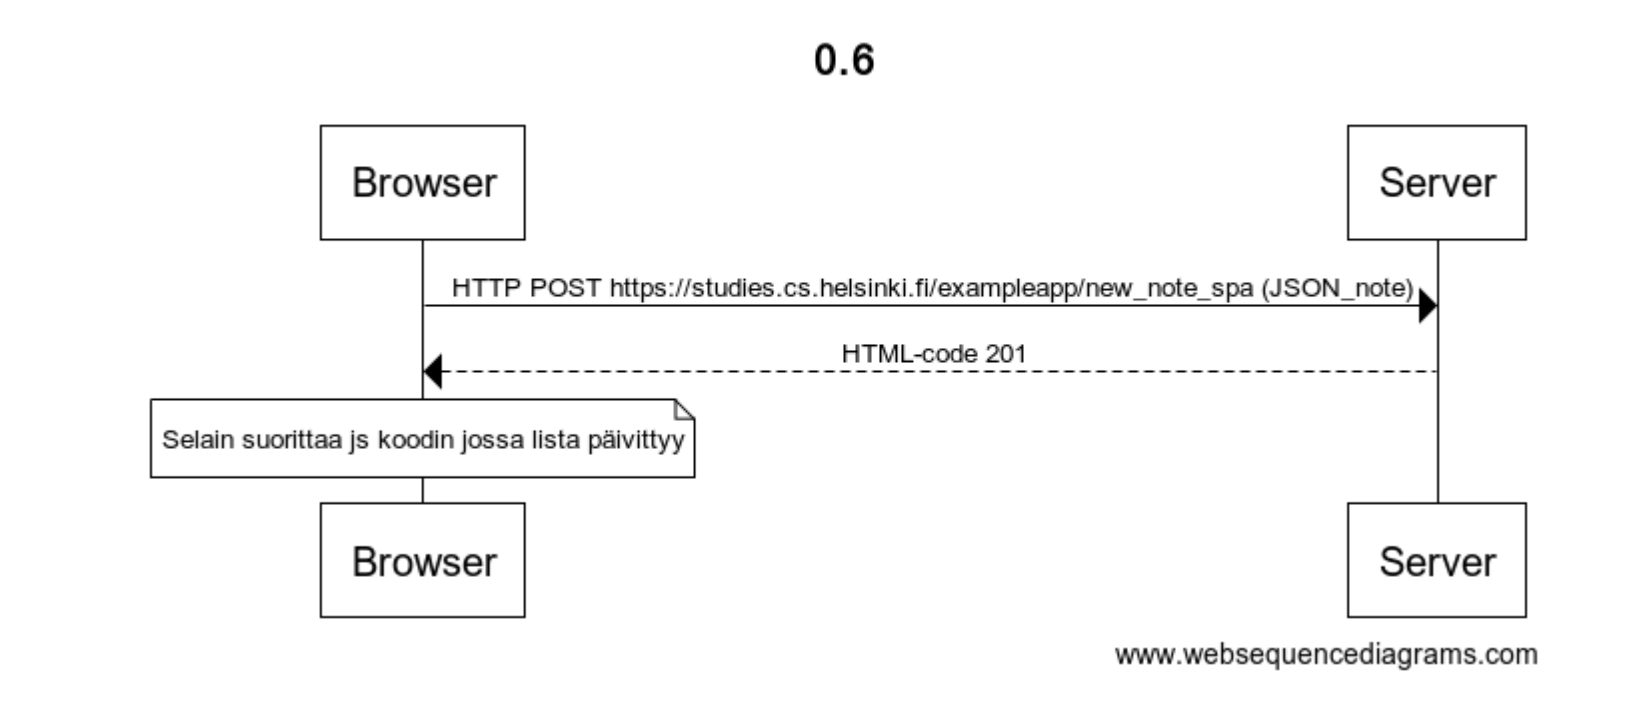 0.6
Browser
Server
HTTP POST https://studies.cs.helsinki.fi/exampleapp/new_note_spa (JSON_note)
HTML-code 201
Selain suorittaa js koodin jossa lista päivittyy
Browser
Server
www.websequencediagrams.com